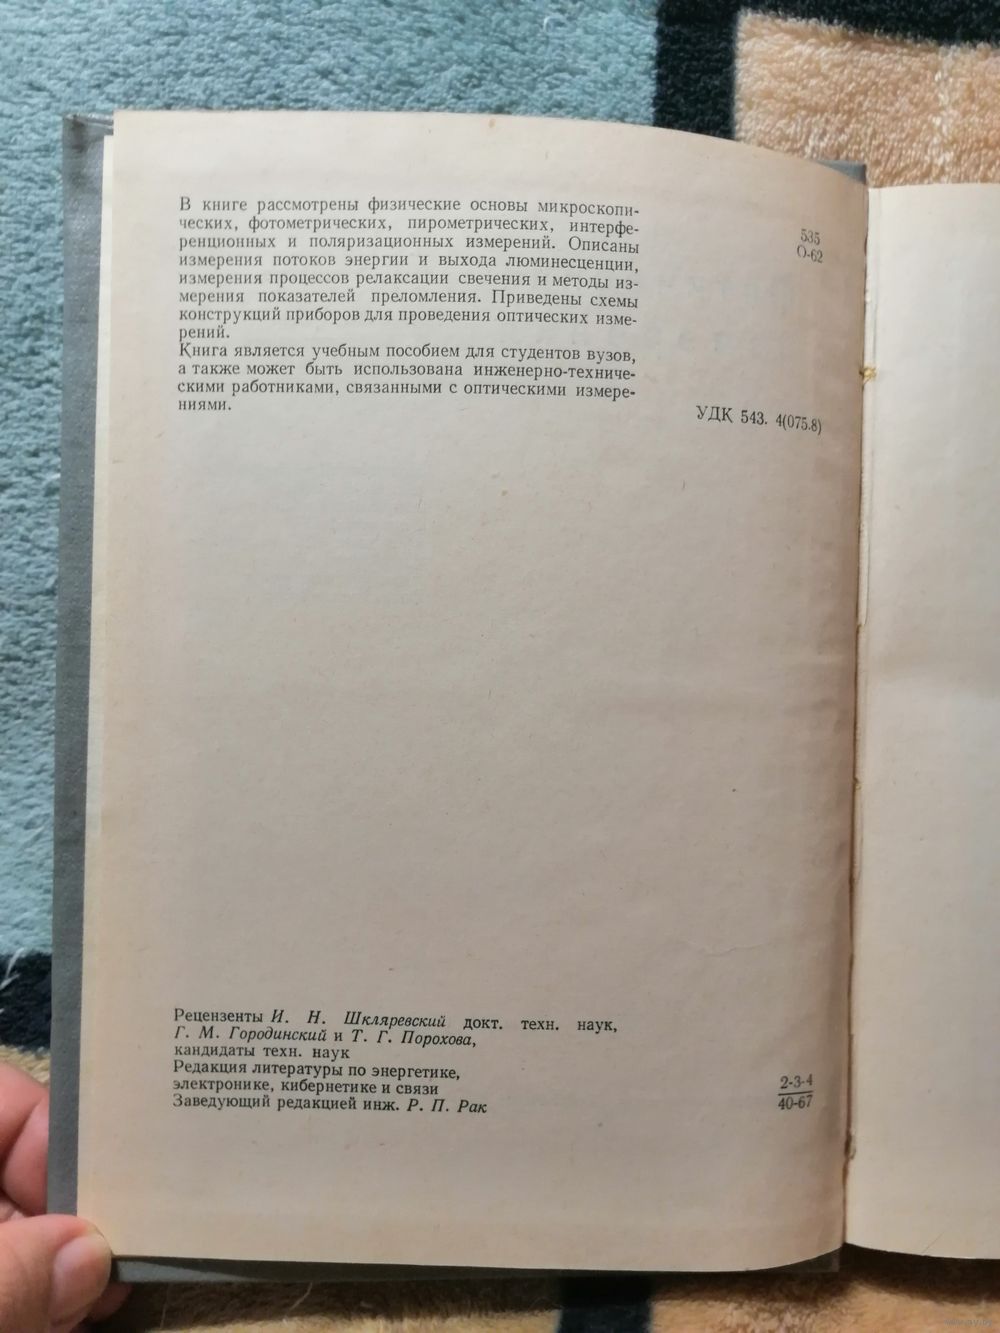 В книге рассмотрены физические основы микроскопи-
ческих, фотометрических, пирометрических, интерфе-
ренционных и поляризационных измерений. Описаны
измерения потоков энергии и выхода люминесценции,
измерения процессов релаксации свечения и методы из-
мерения показателей преломления. Приведены схемы
конструкций приборов для проведения оптических изме-
рений.
Книга является учебным пособием для студентов вузов,
а также может быть использована инженерно-техниче-
скими работниками, связанными с оптическими измере-
ниями.
535
О-62
УДК 543. 4(075.8)
Рецензенты И. Н. Шкляревский докт. техн. наук,
Г. М. Городинский и Т. Г. Порохова,
кандидаты техн. наук
Редакция литературы по энергетике,
электронике, кибернетике и связи
Заведующий редакцией инж. Р. П. Рак
2-3-4
40-67